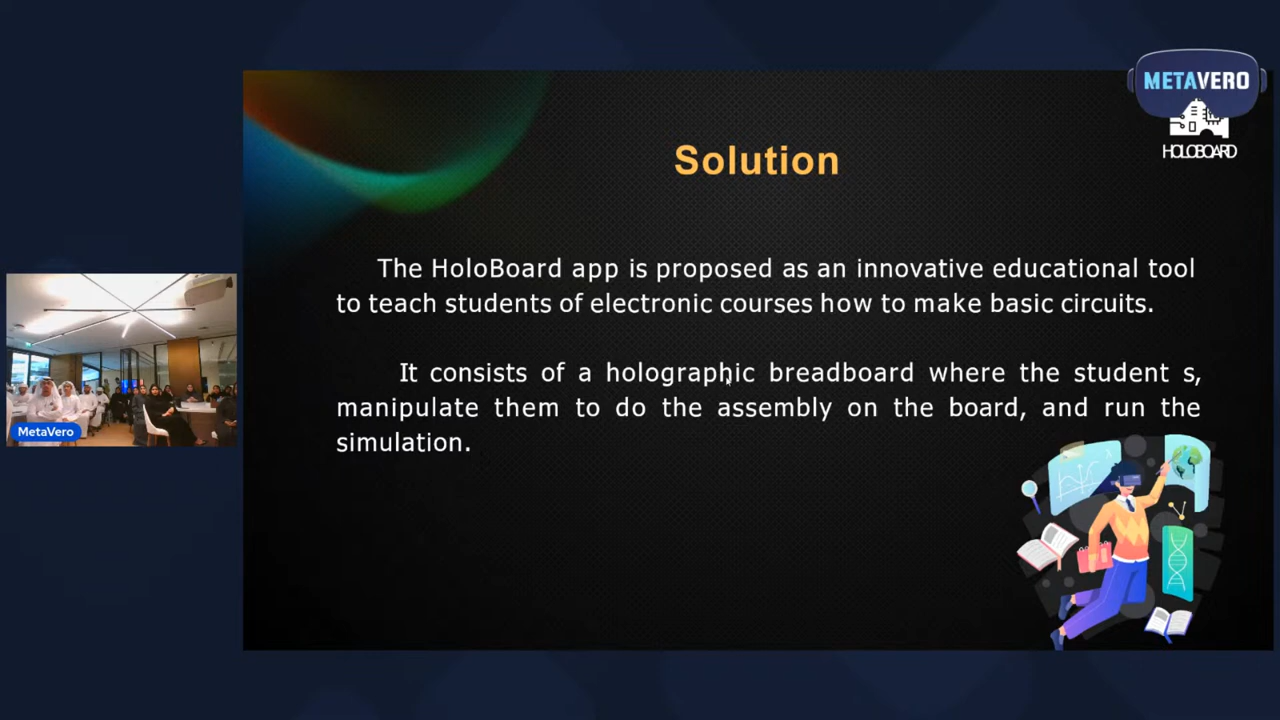 METAVERO
HOLOBOARD
Solution
The HoloBoard app is proposed as an innovative educational tool
to teach students of electronic courses how to make basic circuits.
It consists of a holographic breadboard where the student s,
manipulate them to do the assembly on the board, and run the
simulation.
MetaVero